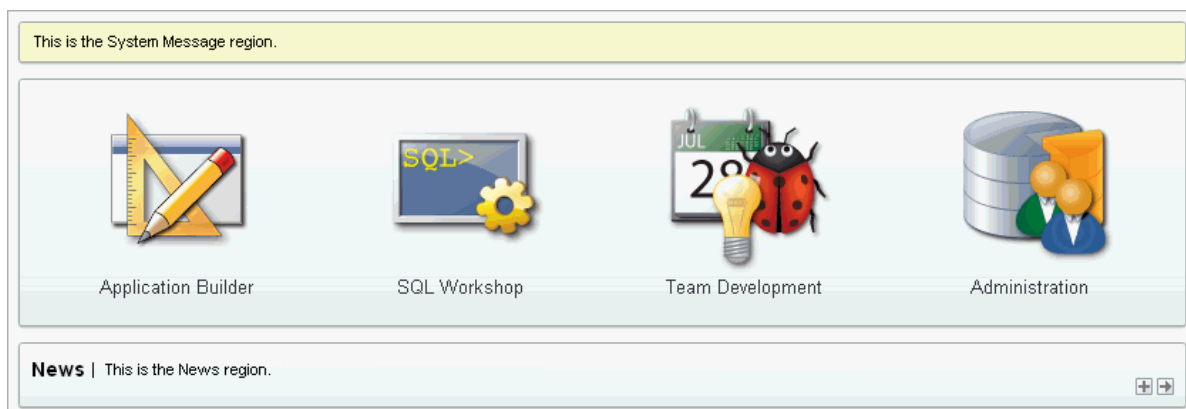 This is the System Message region.
SQL>
JUL
28
Application Builder
SQL Workshop
Team Development
Administration
News | This is the News region.